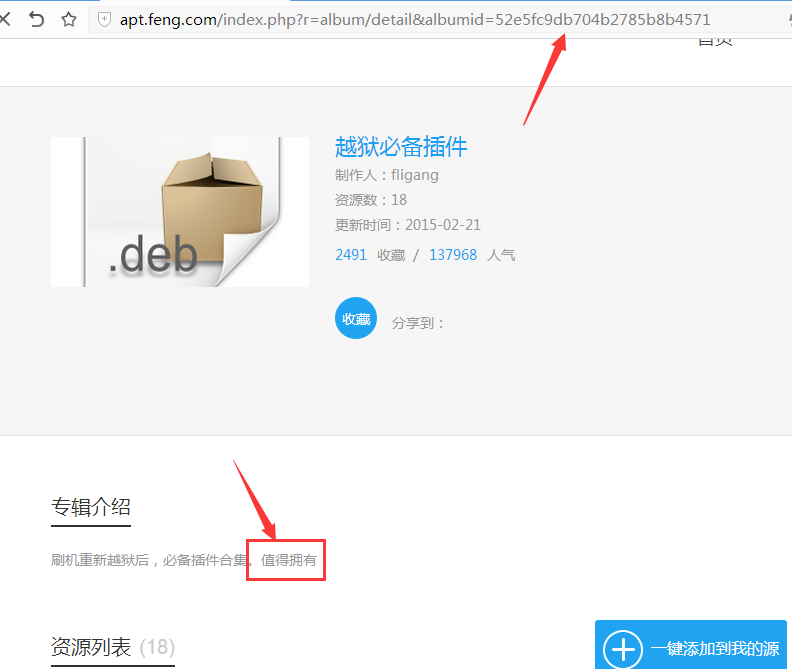 apt.feng.com/index.php?r=album/detail&albumid=52e5fc9db704b2785b8b4571
首页
.deb
越狱必备插件
制作人：fligang
资源数：18
更新时间：2015-02-21
2491 收藏 / 137968 人气
收藏 分享到：
专辑介绍
刷机重新越狱后，必备插件合集。值得拥有
资源列表 (18)
一键添加到我的源